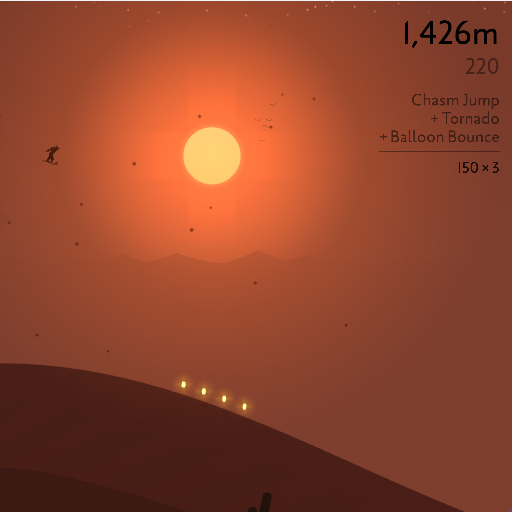 1,426m
220
Chasm Jump
+ Tornado
+ Balloon Bounce
150 × 3